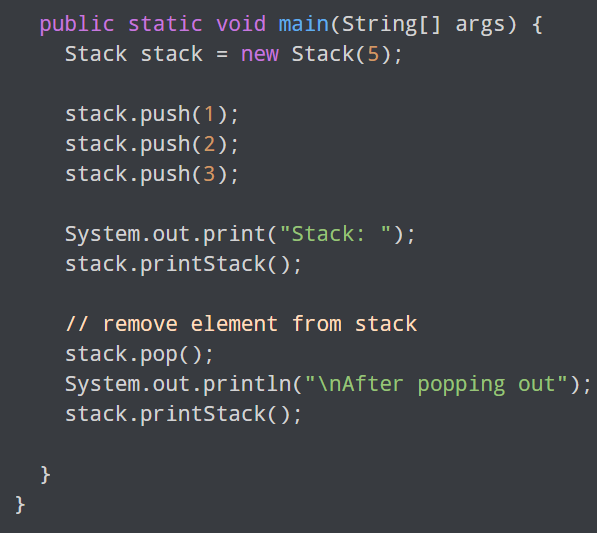 public static void main(String[] args) {
Stack stack = new Stack(5);
stack.push(1);
stack.push(2);
stack.push(3);
System.out.print("Stack: ");
stack.printStack();
// remove element from stack
stack.pop();
System.out.println("\nAfter popping out");
stack.printStack();
}
}